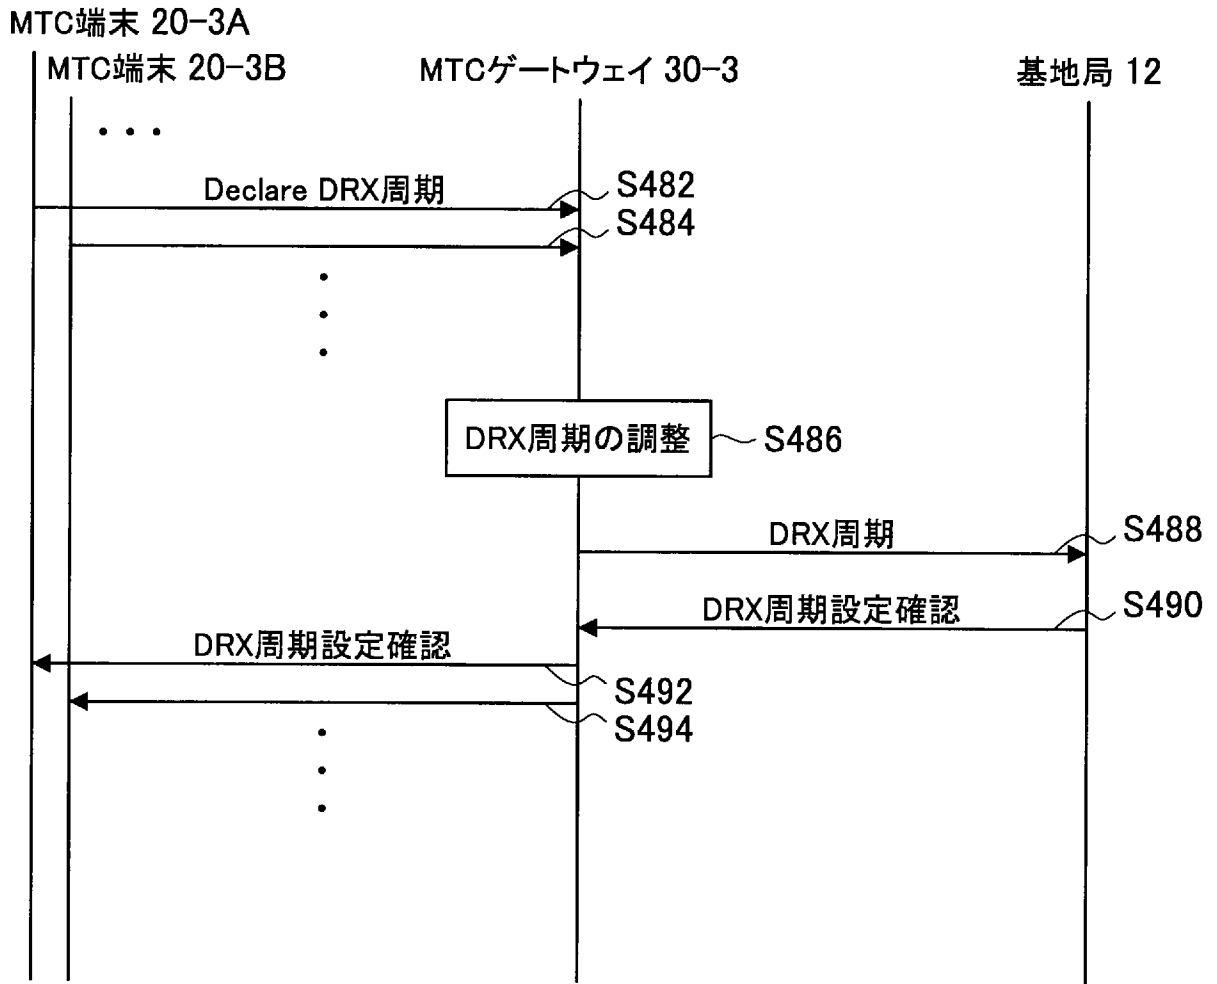 MTC端末 20-3A
MTC端末 20-3B
MTCゲートウェイ 30-3
基地局 12
・・・
Declare DRX周期
S482
S484
DRX周期の調整
S486
DRX周期
S488
DRX周期設定確認
S490
DRX周期設定確認
S492
S494